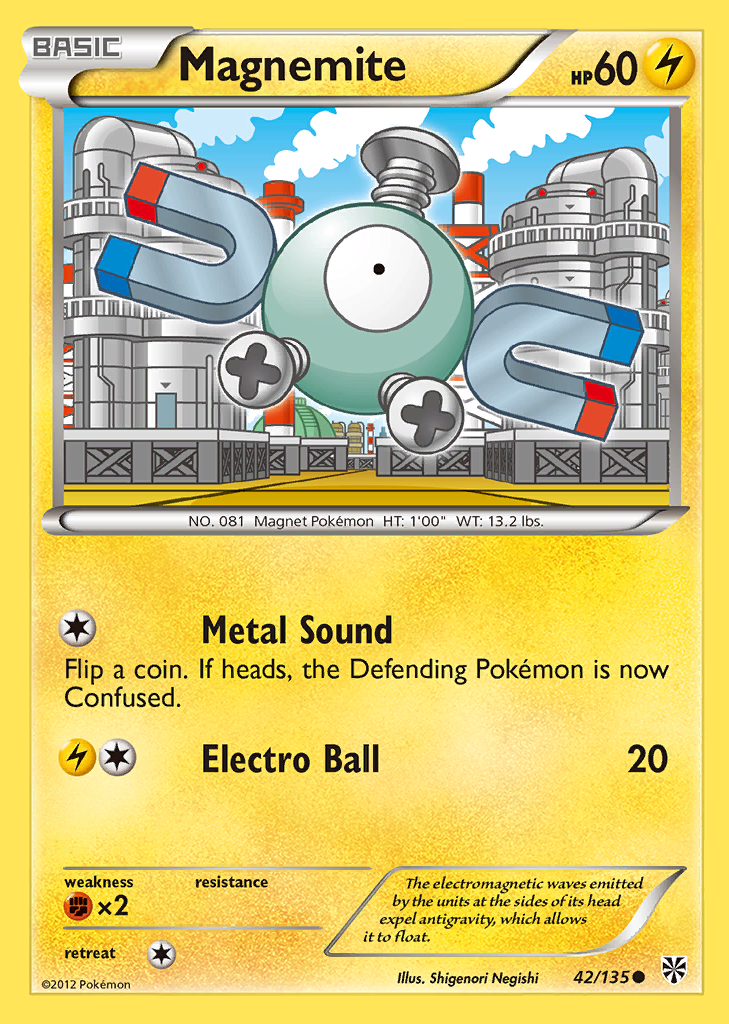 BASIC
Magnemite
HP60
NO. 081 Magnet Pokémon HT: 1'00" WT: 13.2 lbs.
Metal Sound
Flip a coin. If heads, the Defending Pokémon is now
Confused.
Electro Ball 20
weakness resistance
×2
The electromagnetic waves emitted
by the units at the sides of its head
expel antigravity, which allows
it to float.
retreat
©2012 Pokémon
Illus. Shigenori Negishi
42/135